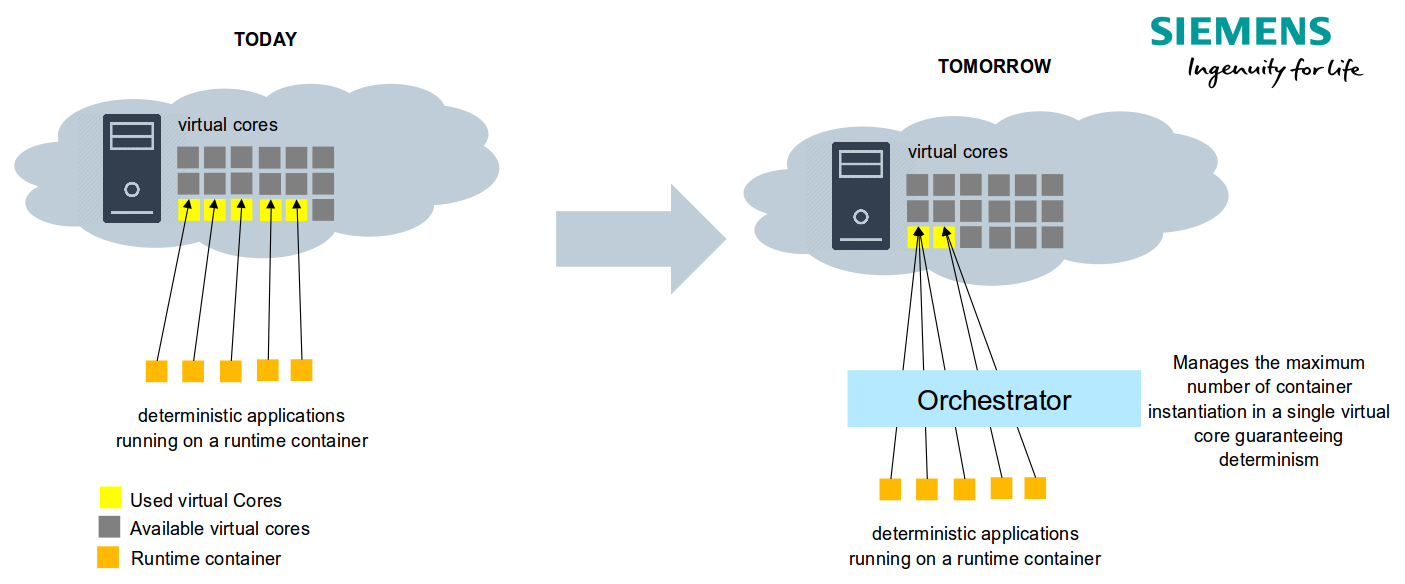 TODAY
virtual cores
deterministic applications
running on a runtime container
Used virtual Cores
Available virtual cores
Runtime container
SIEMENS
Ingenuity for life
TOMORROW
virtual cores
Orchestrator
Manages the maximum
number of container
instantiation in a single virtual
core guaranteeing
determinism
deterministic applications
running on a runtime container